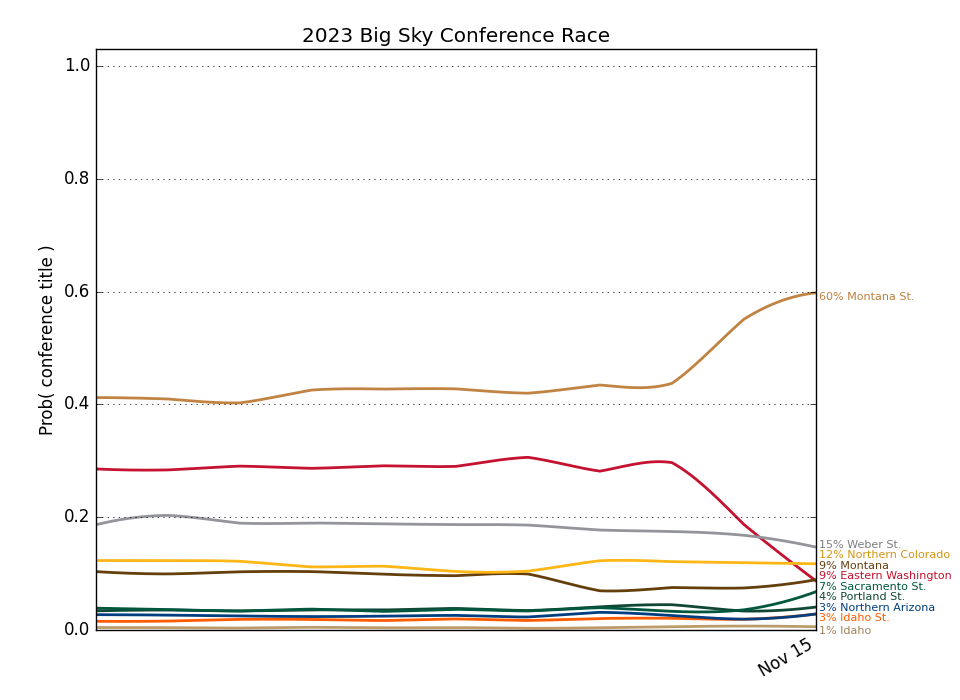 2023 Big Sky Conference Race
Prob( conference title )
1.0
0.8
0.6
0.4
0.2
0.0
60% Montana St.
15% Weber St.
12% Northern Colorado
9% Montana
9% Eastern Washington
7% Sacramento St.
4% Portland St.
3% Northern Arizona
3% Idaho St.
1% Idaho
Nov 15